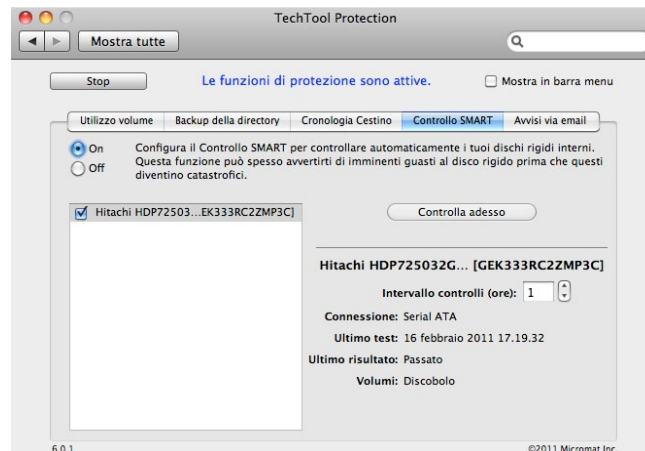 TechTool Protection
Mostra tutte
Stop
Le funzioni di protezione sono attive.
Mostra in barra menu
Utilizzo volume
Backup della directory
Cronologia Cestino
Controllo SMART
Avvisi via email
On
Off
Configura il Controllo SMART per controllare automaticamente i tuoi dischi rigidi interni.
Questa funzione può spesso avvertirti di imminenti guasti al disco rigido prima che questi
diventino catastrofici.
Hitachi HDP72503...EK333RC2ZMP3C]
Controlla adesso
Hitachi HDP725032G... [GEK333RC2ZMP3C]
Intervallo controlli (ore): 1
Connessione: Serial ATA
Ultimo test: 16 febbraio 2011 17.19.32
Ultimo risultato: Passato
Volumi: Discobolo
6.0.1
©2011 Micromat Inc.